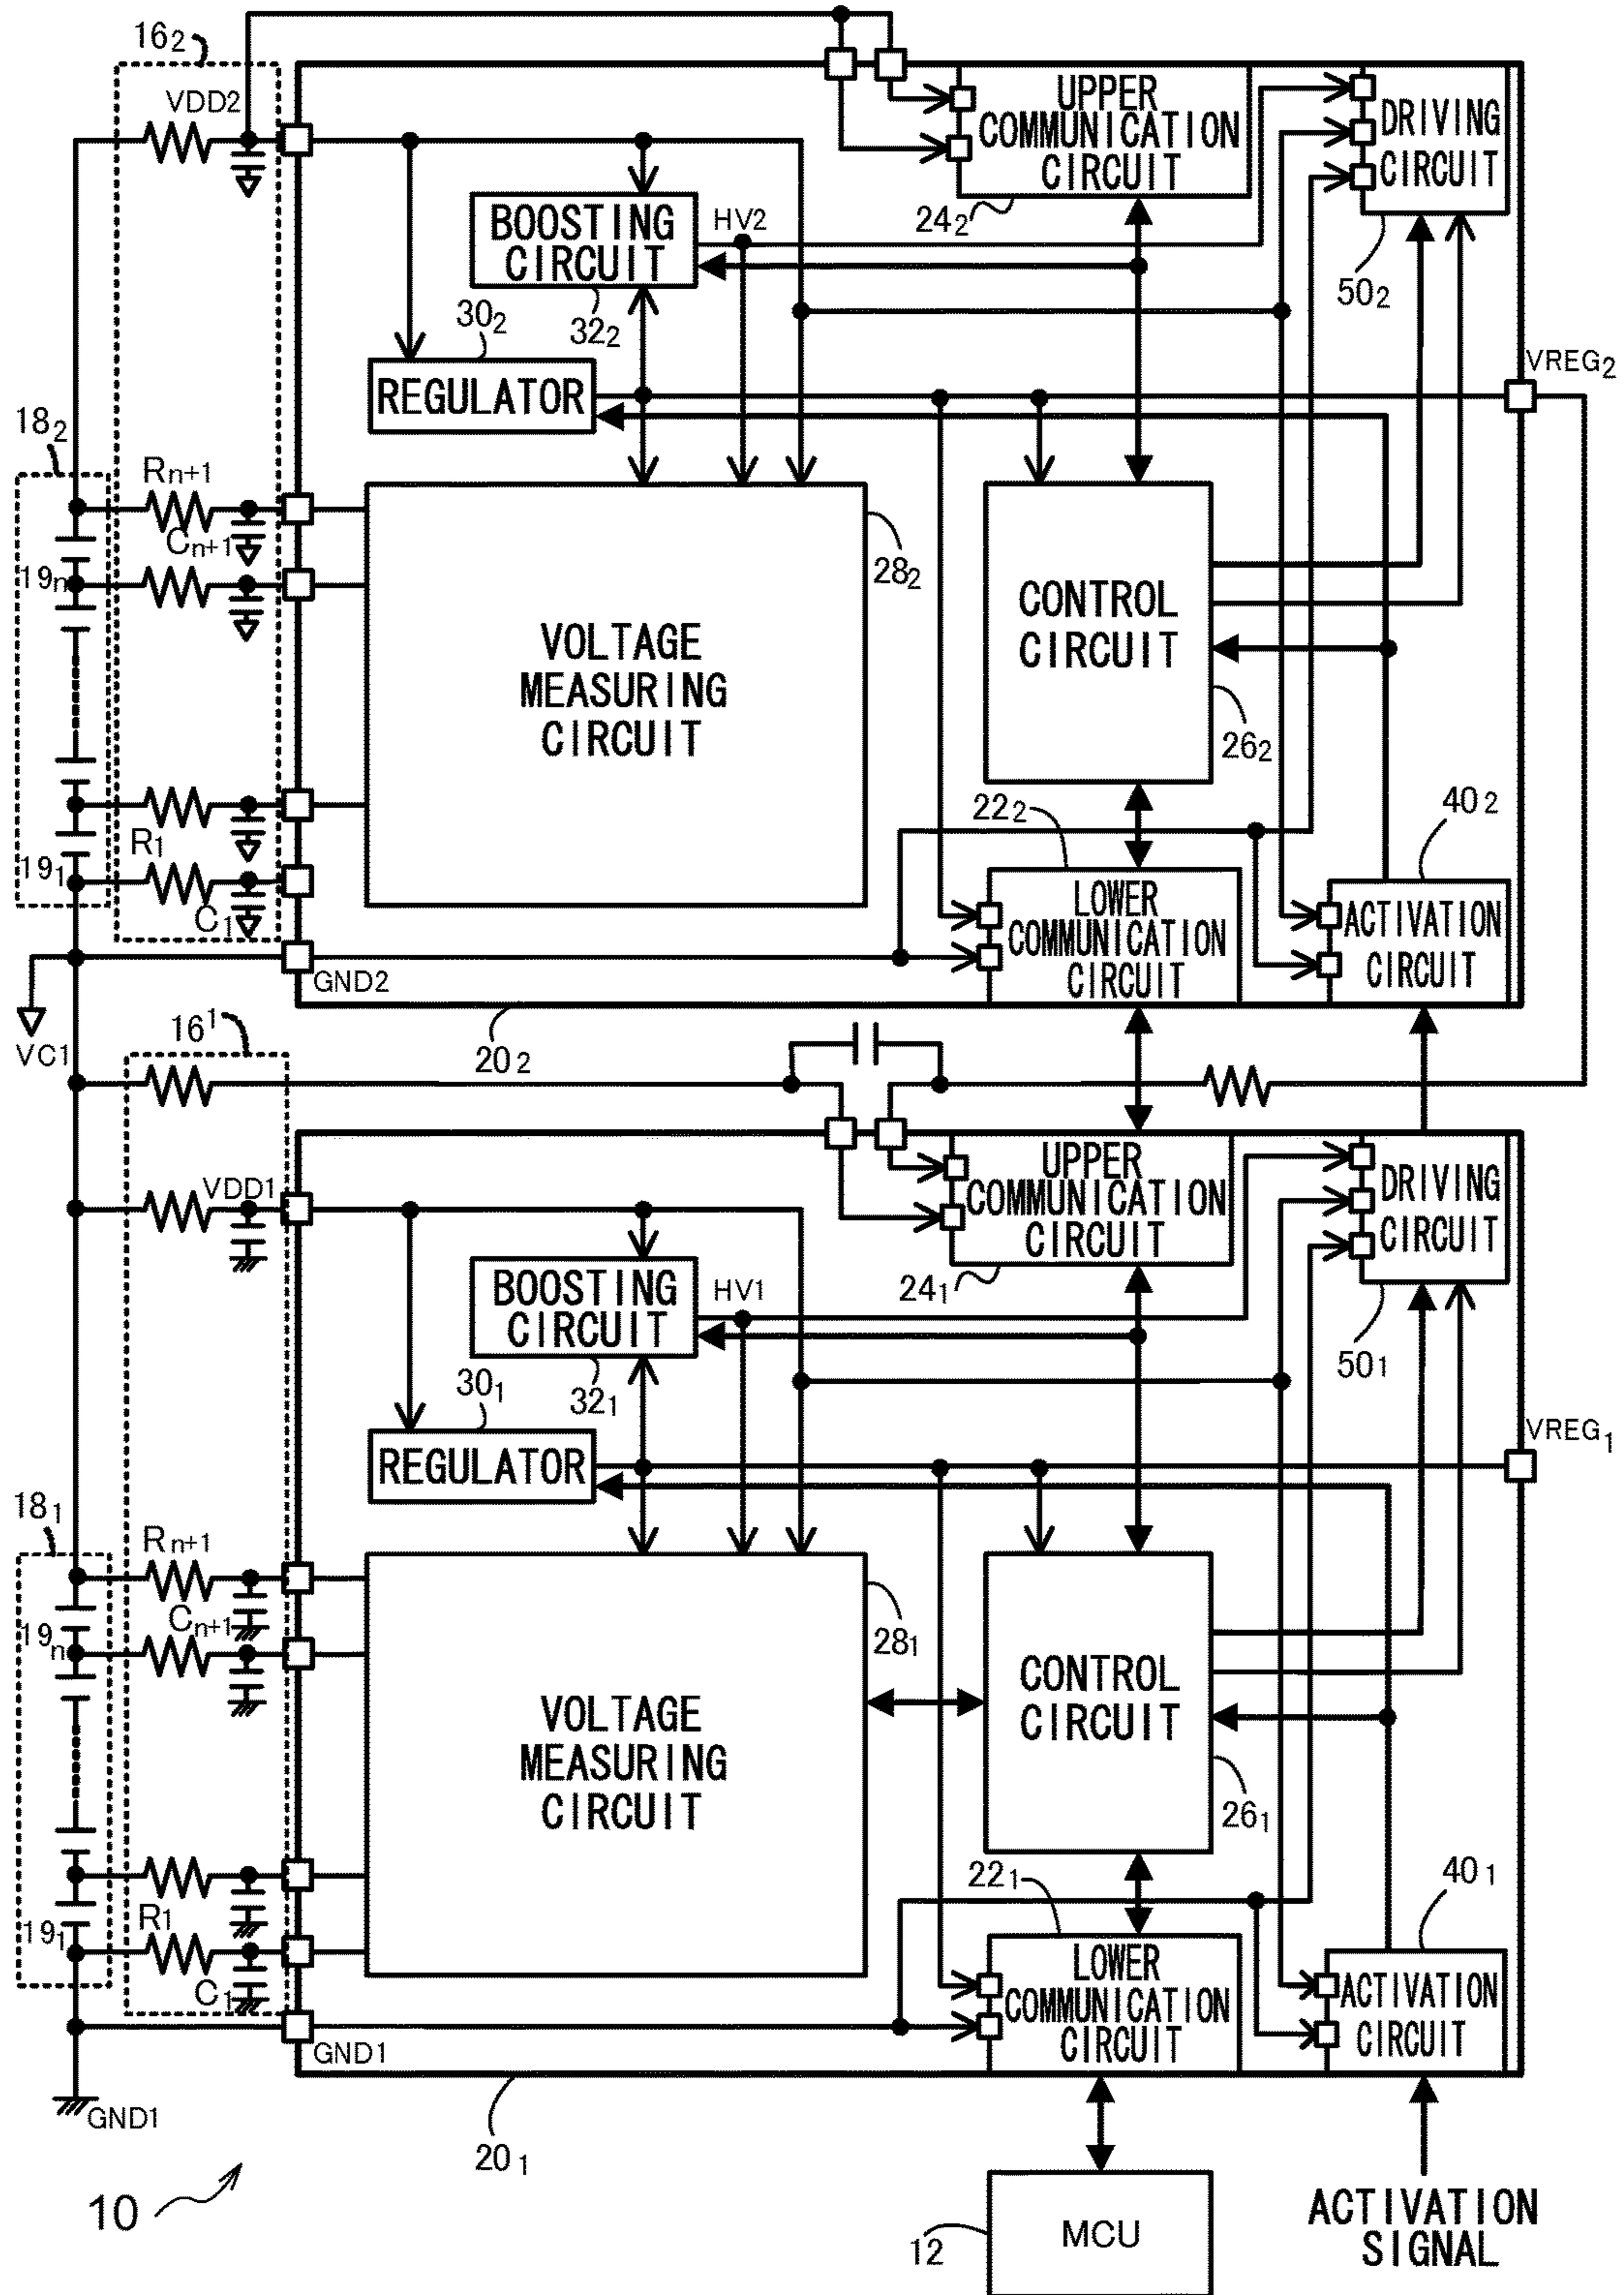 16₂
VDD2
UPPER
COMMUNICATION
CIRCUIT
24₂
DRIVING
CIRCUIT
50₂
BOOSTING
CIRCUIT
32₂
HV2
30₂
REGULATOR
VREG₂
18₂
Rn+1
Cn+1
19n
28₂
VOLTAGE
MEASURING
CIRCUIT
CONTROL
CIRCUIT
26₂
R1
19₁
C1
22₂
LOWER
COMMUNICATION
CIRCUIT
40₂
ACTIVATION
CIRCUIT
GND2
VC1
20₂
16¹
VDD1
UPPER
COMMUNICATION
CIRCUIT
24₁
DRIVING
CIRCUIT
50₁
BOOSTING
CIRCUIT
32₁
HV1
30₁
REGULATOR
VREG₁
18₁
Rn+1
Cn+1
19n
28₁
VOLTAGE
MEASURING
CIRCUIT
CONTROL
CIRCUIT
26₁
R1
19₁
C1
22₁
LOWER
COMMUNICATION
CIRCUIT
40₁
ACTIVATION
CIRCUIT
GND1
GND1
20₁
10
12
MCU
ACTIVATION
SIGNAL